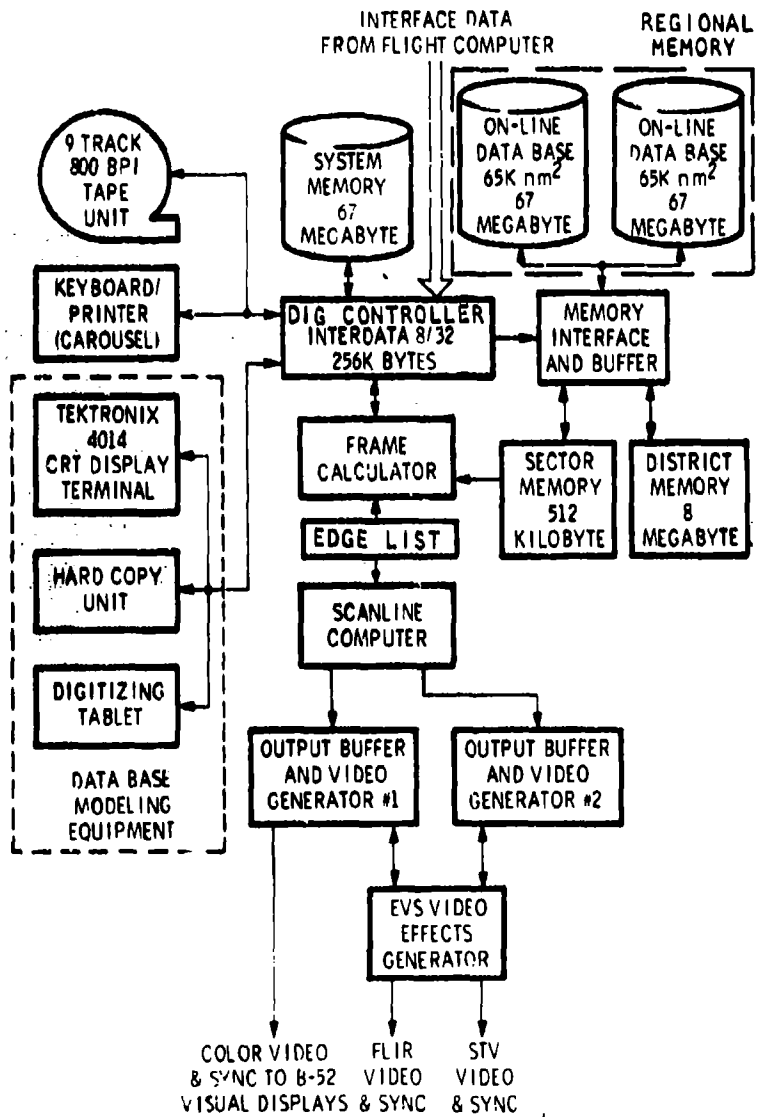 INTERFACE DATA
FROM FLIGHT COMPUTER
REGIONAL
MEMORY
9 TRACK
800 BPI
TAPE
UNIT
SYSTEM
MEMORY
67
MEGABYTE
ON-LINE
DATA BASE
65K nm²
67
MEGABYTE
ON-LINE
DATA BASE
65K nm²
67
MEGABYTE
KEYBOARD/
PRINTER
(CAROUSEL)
DIG CONTROLLER
INTERDATA 8/32
256K BYTES
MEMORY
INTERFACE
AND BUFFER
TEKTRONIX
4014
CRT DISPLAY
TERMINAL
FRAME
CALCULATOR
SECTOR
MEMORY
512
KILOBYTE
DISTRICT
MEMORY
8
MEGABYTE
EDGE LIST
HARD COPY
UNIT
SCANLINE
COMPUTER
DIGITIZING
TABLET
DATA BASE
MODELING
EQUIPMENT
OUTPUT BUFFER
AND VIDEO
GENERATOR #1
OUTPUT BUFFER
AND VIDEO
GENERATOR #2
EVS VIDEO
EFFECTS
GENERATOR
COLOR VIDEO
& SYNC TO B-52
VISUAL DISPLAYS
FLIR
VIDEO
& SYNC
STV
VIDEO
& SYNC